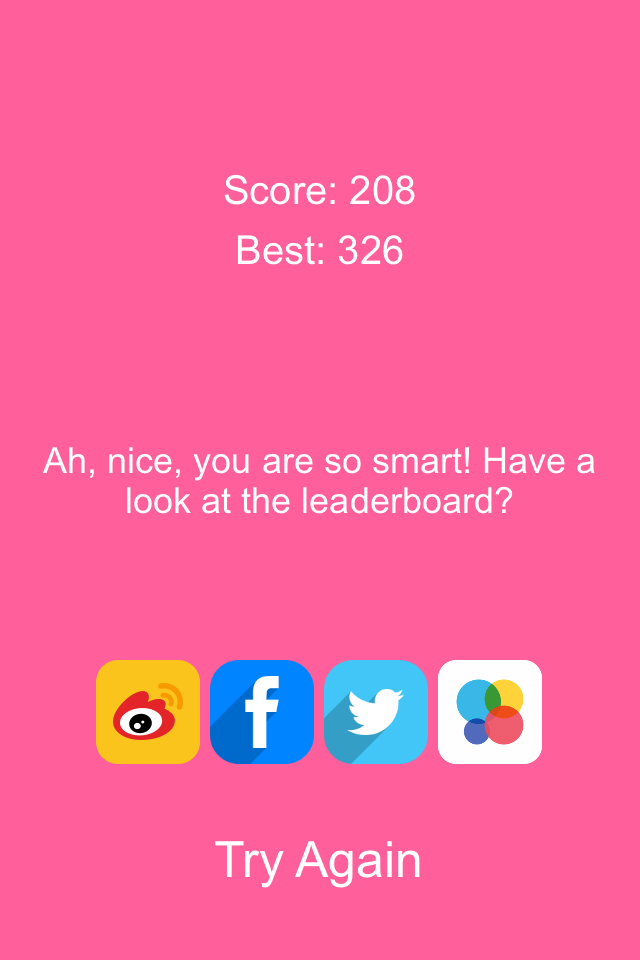 Score: 208
Best: 326
Ah, nice, you are so smart! Have a
look at the leaderboard?
Try Again